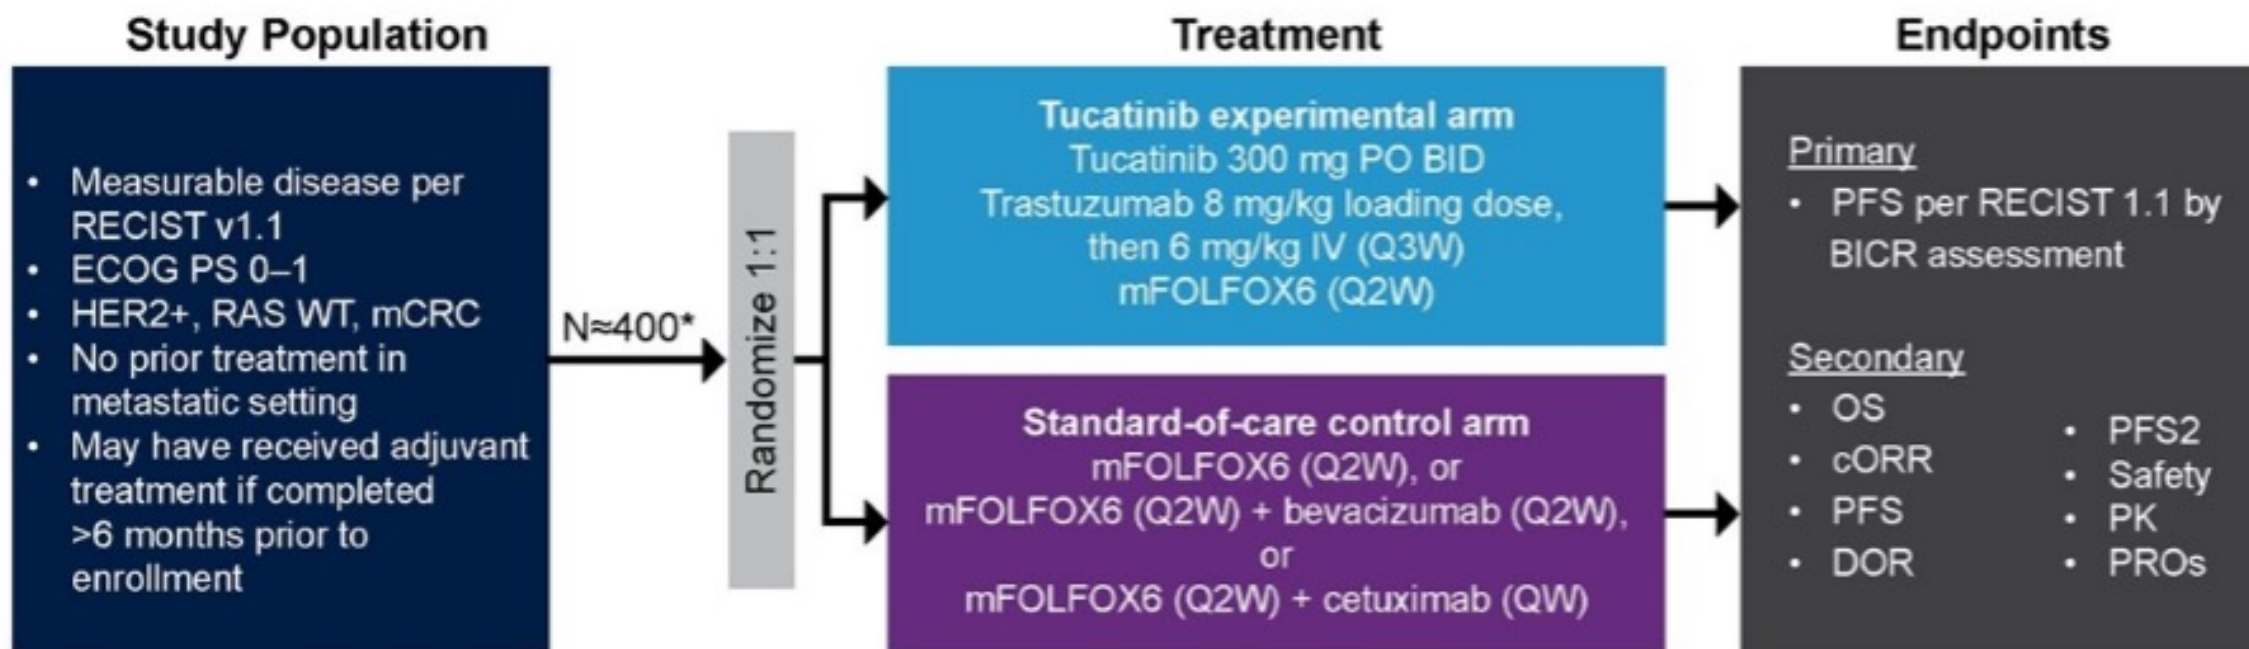 Study Population
• Measurable disease per
RECIST v1.1
• ECOG PS 0–1
• HER2+, RAS WT, mCRC
• No prior treatment in
metastatic setting
• May have received adjuvant
treatment if completed
>6 months prior to
enrollment
N≈400*
Randomize 1:1
Treatment
Tucatinib experimental arm
Tucatinib 300 mg PO BID
Trastuzumab 8 mg/kg loading dose,
then 6 mg/kg IV (Q3W)
mFOLFOX6 (Q2W)
Standard-of-care control arm
mFOLFOX6 (Q2W), or
mFOLFOX6 (Q2W) + bevacizumab (Q2W),
or
mFOLFOX6 (Q2W) + cetuximab (QW)
Endpoints
Primary
• PFS per RECIST 1.1 by
BICR assessment
Secondary
• OS
• cORR
• PFS
• DOR
• PFS2
• Safety
• PK
• PROs